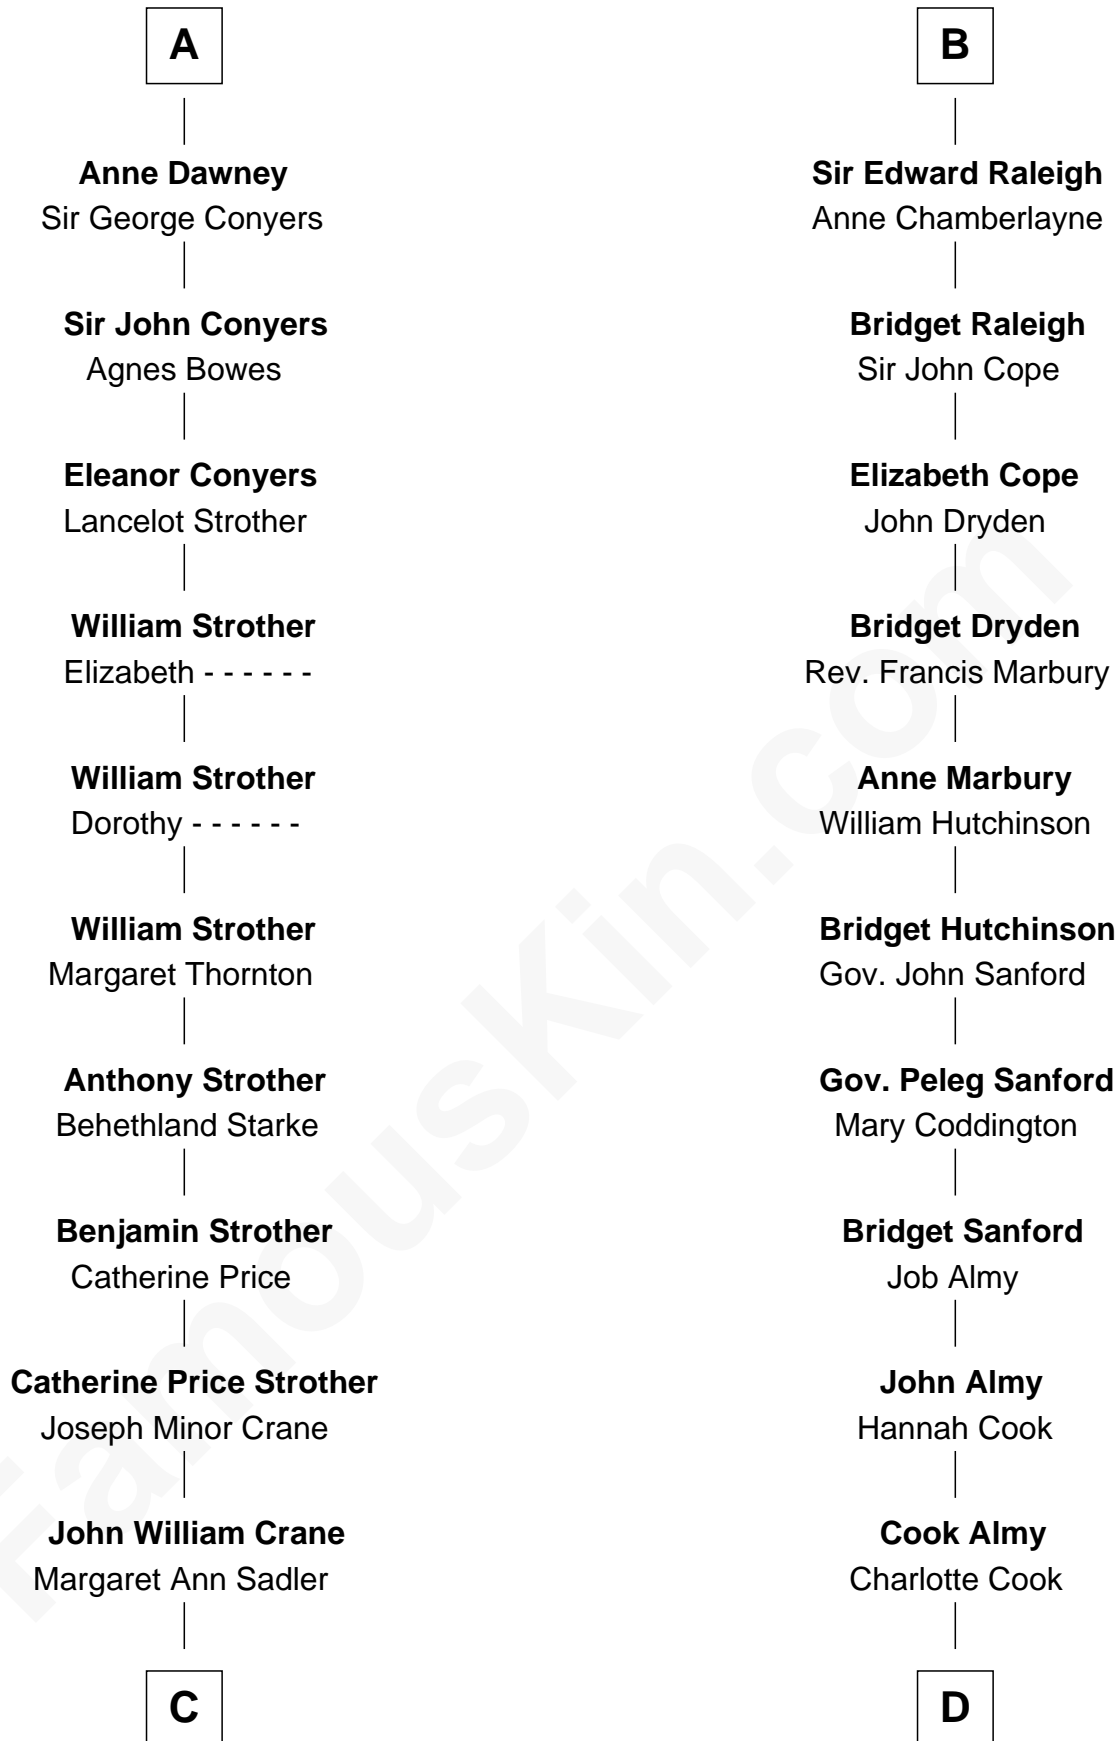 A
Anne Dawney
Sir George Conyers
Sir John Conyers
Agnes Bowes
Eleanor Conyers
Lancelot Strother
William Strother
Elizabeth - - - - - -
William Strother
Dorothy - - - - - -
William Strother
Margaret Thornton
Anthony Strother
Behethland Starke
Benjamin Strother
Catherine Price
Catherine Price Strother
Joseph Minor Crane
John William Crane
Margaret Ann Sadler
C
B
Sir Edward Raleigh
Anne Chamberlayne
Bridget Raleigh
Sir John Cope
Elizabeth Cope
John Dryden
Bridget Dryden
Rev. Francis Marbury
Anne Marbury
William Hutchinson
Bridget Hutchinson
Gov. John Sanford
Gov. Peleg Sanford
Mary Coddington
Bridget Sanford
Job Almy
John Almy
Hannah Cook
Cook Almy
Charlotte Cook
D
FamousKin.com